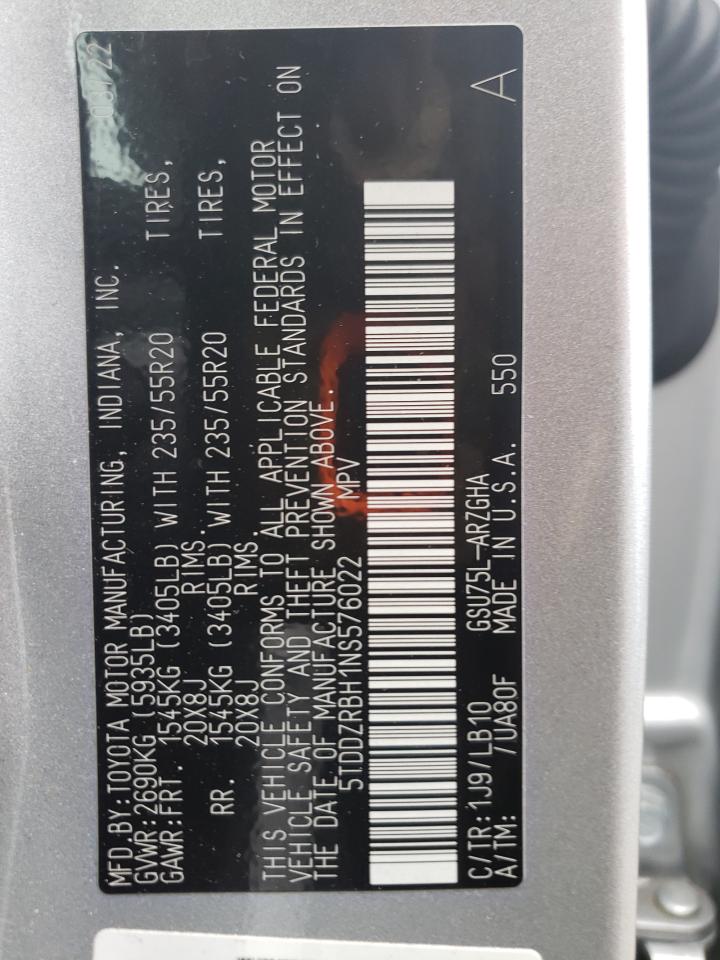 MFD.BY:TOYOTA MOTOR MANUFACTURING, INDIANA, INC. 22
GVWR:2690KG (5935LB)
GAWR:FRT. 1545KG (3405LB) WITH 235/55R20 TIRES,
20X8J RIMS.
RR. 1545KG (3405LB) WITH 235/55R20 TIRES,
20X8J RIMS.
THIS VEHICLE CONFORMS TO ALL APPLICABLE FEDERAL MOTOR
VEHICLE SAFETY AND THEFT PREVENTION STANDARDS IN EFFECT ON
THE DATE OF MANUFACTURE SHOWN ABOVE.
5TDDZRBH1NS576022 MPV
C/TR:1J9/LB10 GSU75L-ARZGHA A
A/TM: /UA80F MADE IN U.S.A. 550